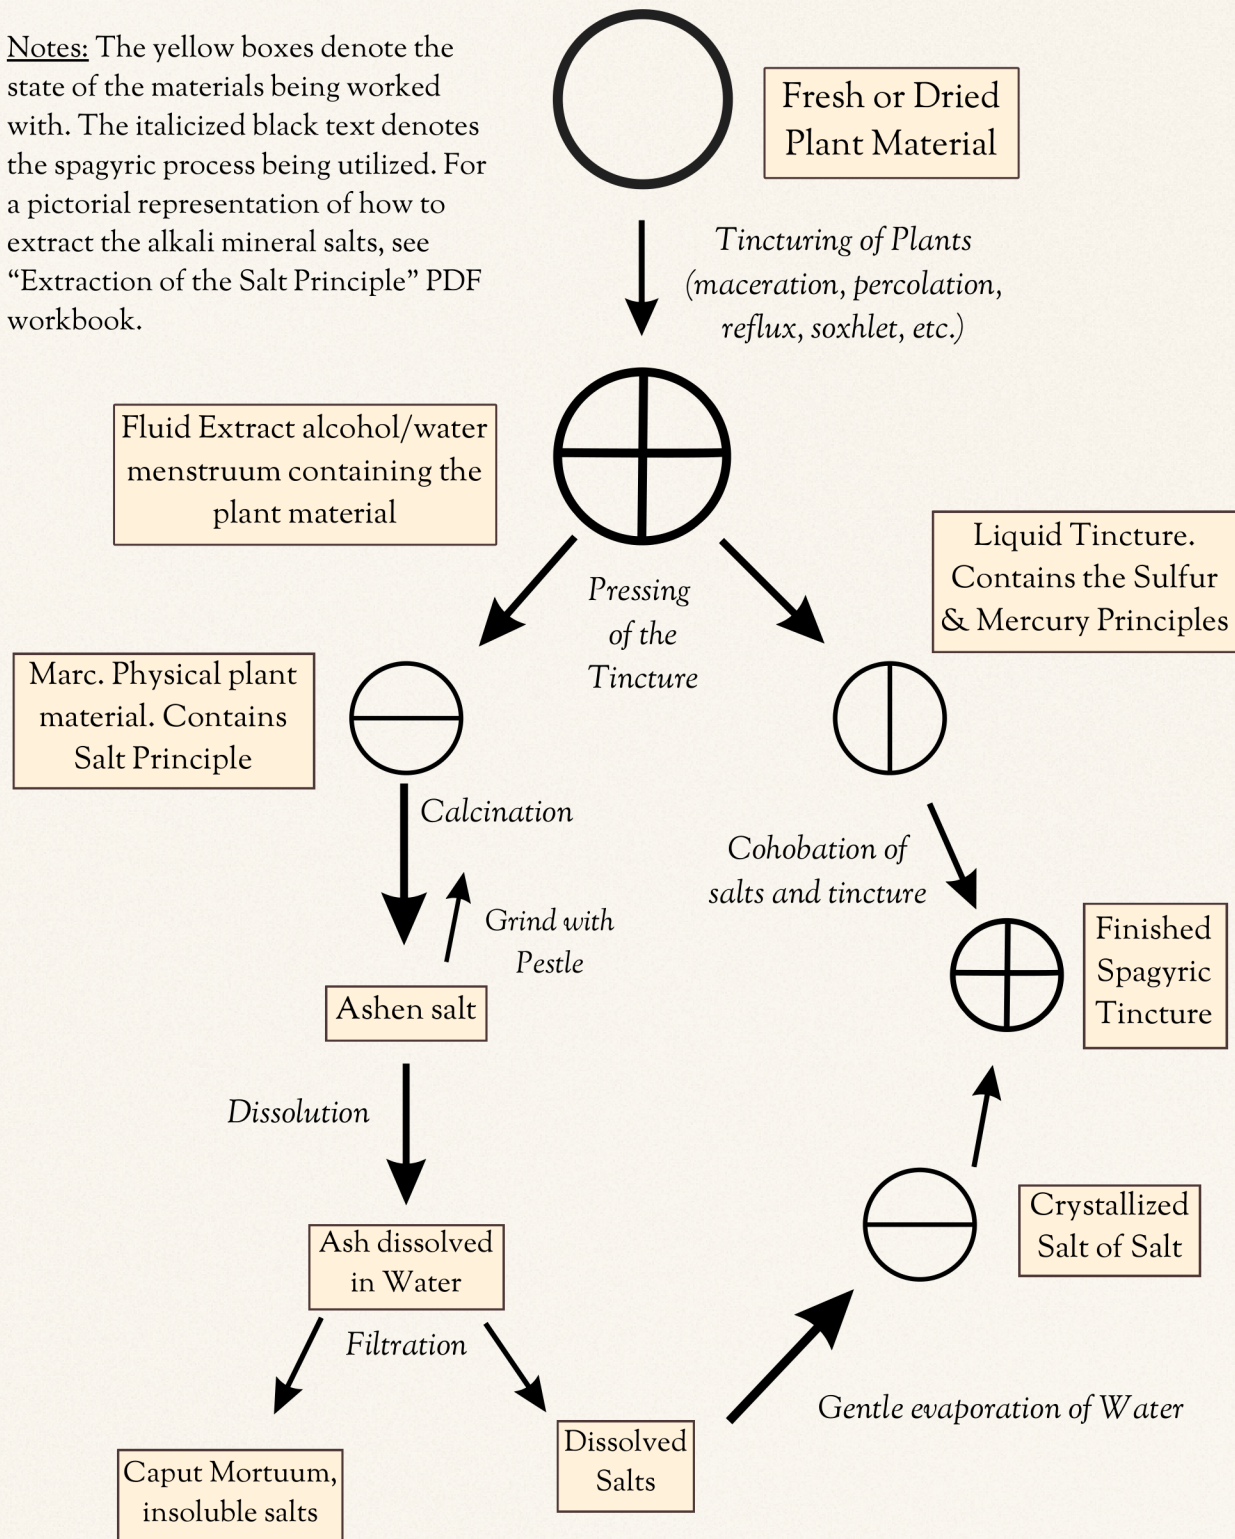 Notes: The yellow boxes denote the
state of the materials being worked
with. The italicized black text denotes
the spagyric process being utilized. For
a pictorial representation of how to
extract the alkali mineral salts, see
“Extraction of the Salt Principle” PDF
workbook.
Fresh or Dried
Plant Material
Tincturing of Plants
(maceration, percolation,
reflux, soxhlet, etc.)
Fluid Extract alcohol/water
menstruum containing the
plant material
Pressing
of the
Tincture
Liquid Tincture.
Contains the Sulfur
& Mercury Principles
Marc. Physical plant
material. Contains
Salt Principle
Calcination
Grind with
Pestle
Cohobation of
salts and tincture
Finished
Spagyric
Tincture
Ashen salt
Dissolution
Ash dissolved
in Water
Crystallized
Salt of Salt
Filtration
Gentle evaporation of Water
Dissolved
Salts
Caput Mortuum,
insoluble salts